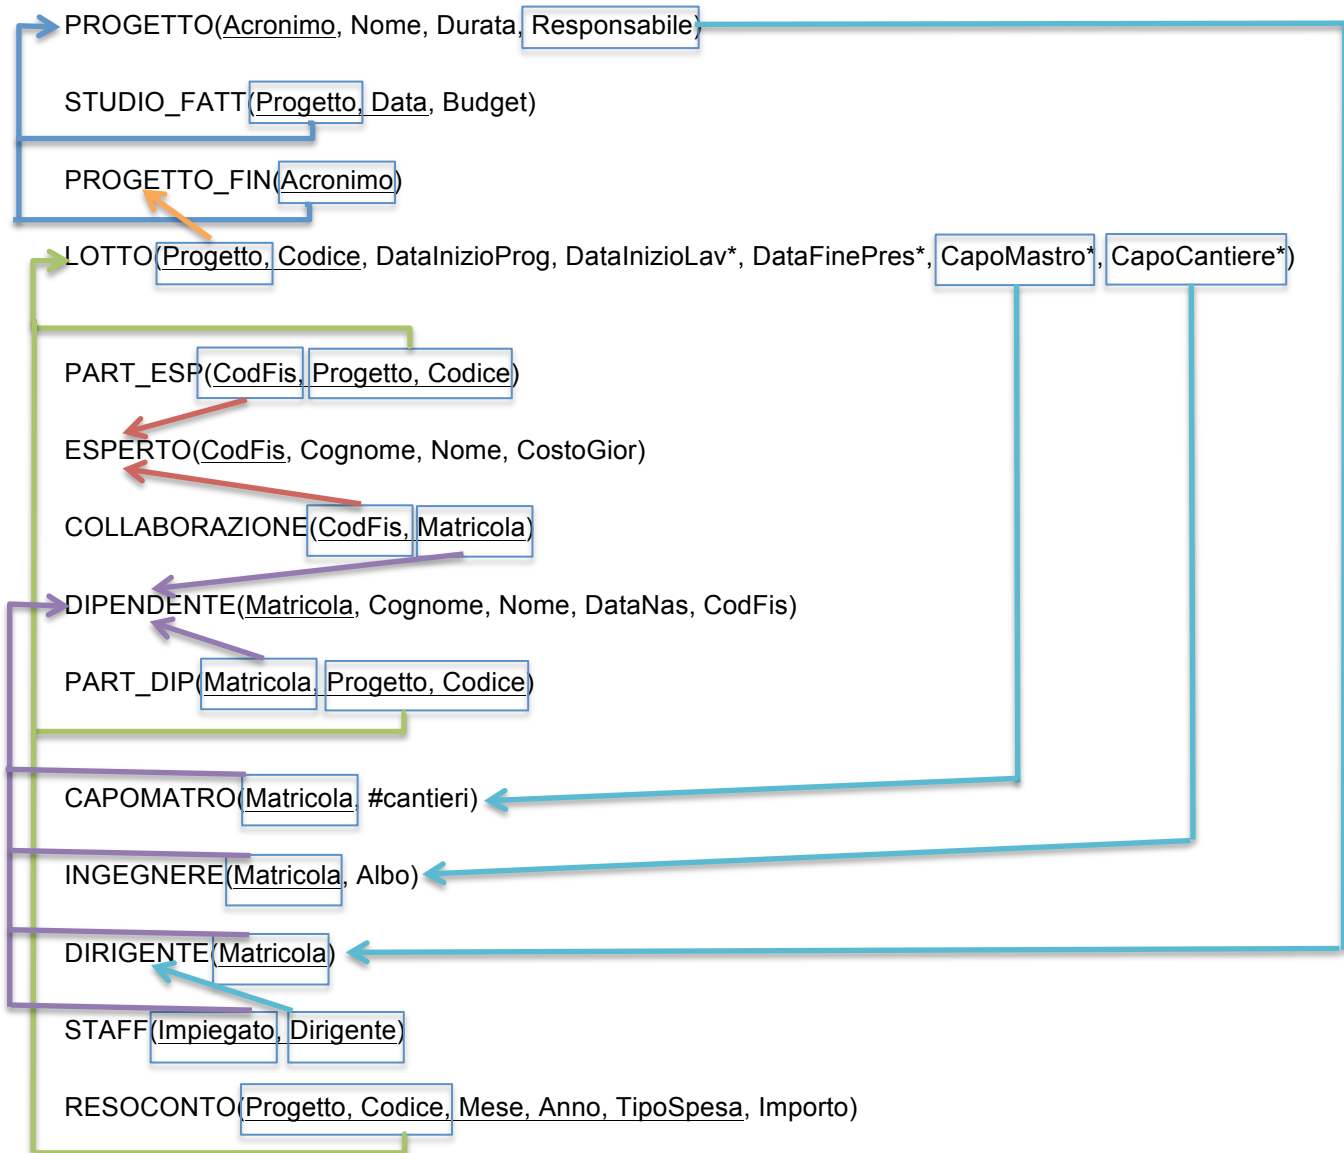 PROGETTO(Acronimo, Nome, Durata, Responsabile)
STUDIO_FATT(Progetto, Data, Budget)
PROGETTO_FIN(Acronimo)
LOTTO(Progetto, Codice, DataInizioProg, DataInizioLav*, DataFinePres*, CapoMastro*, CapoCantiere*)
PART_ESP(CodFis, Progetto, Codice)
ESPERTO(CodFis, Cognome, Nome, CostoGior)
COLLABORAZIONE(CodFis, Matricola)
DIPENDENTE(Matricola, Cognome, Nome, DataNas, CodFis)
PART_DIP(Matricola, Progetto, Codice)
CAPOMATRO(Matricola, #cantieri)
INGEGNERE(Matricola, Albo)
DIRIGENTE(Matricola)
STAFF(Impiegato, Dirigente)
RESOCONTO(Progetto, Codice, Mese, Anno, TipoSpesa, Importo)